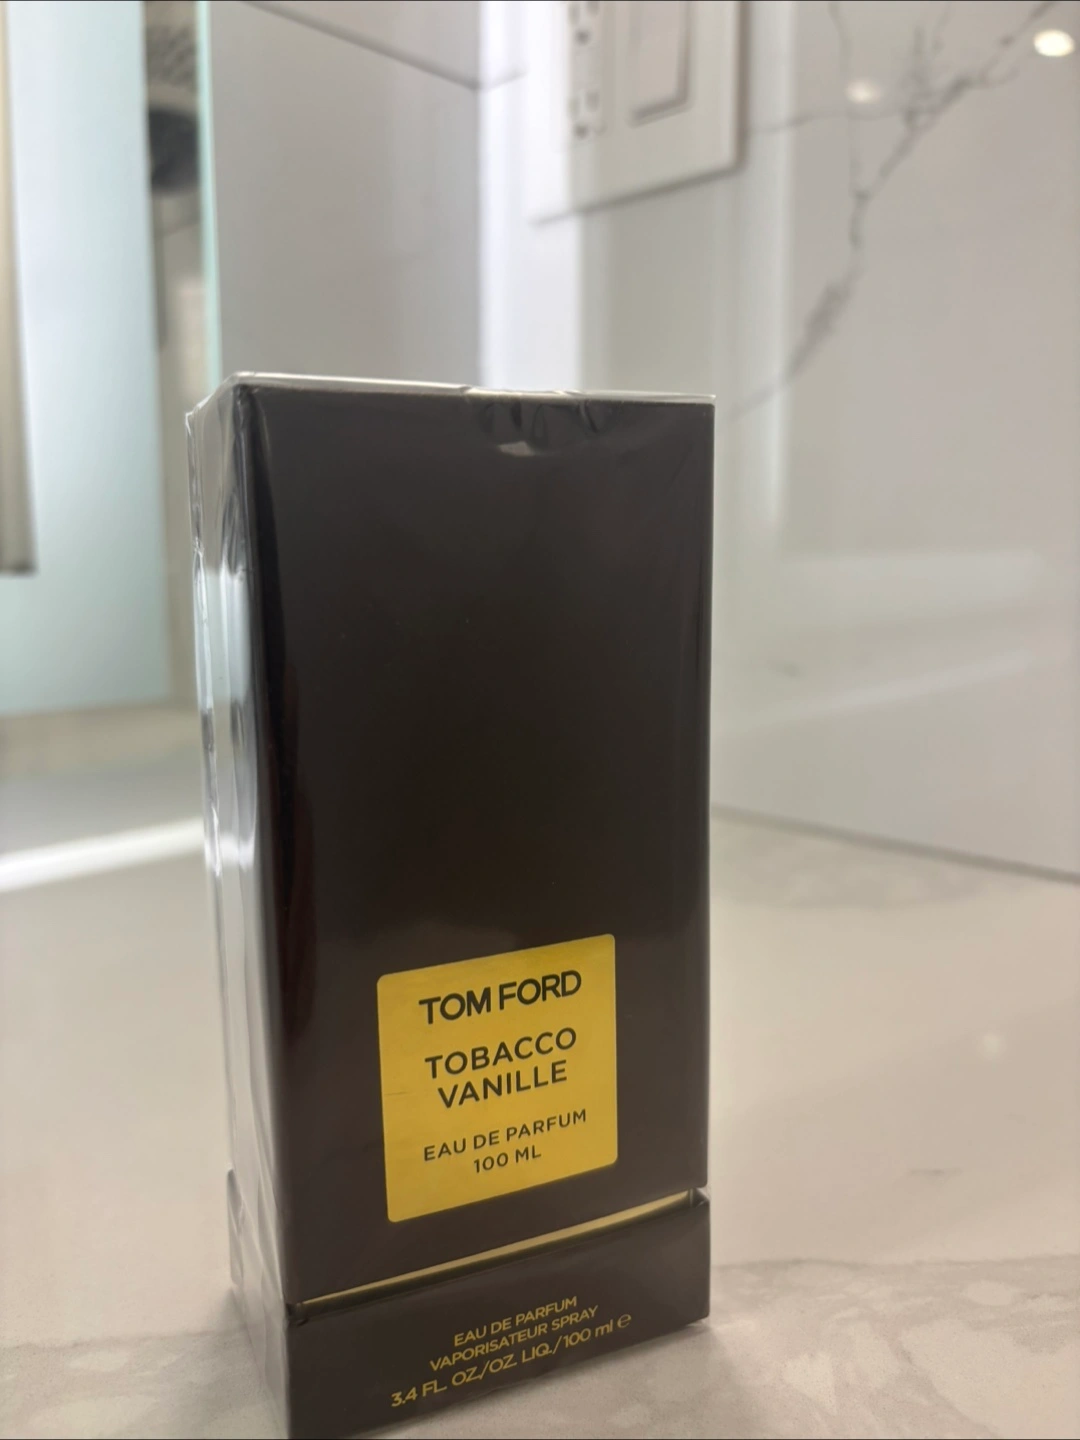 TOM FORD
TOBACCO
VANILLE
EAU DE PARFUM
100 ML
EAU DE PARFUM
VAPORISATEUR SPRAY
3.4 FL. OZ./OZ. LIQ./100 ml ℮